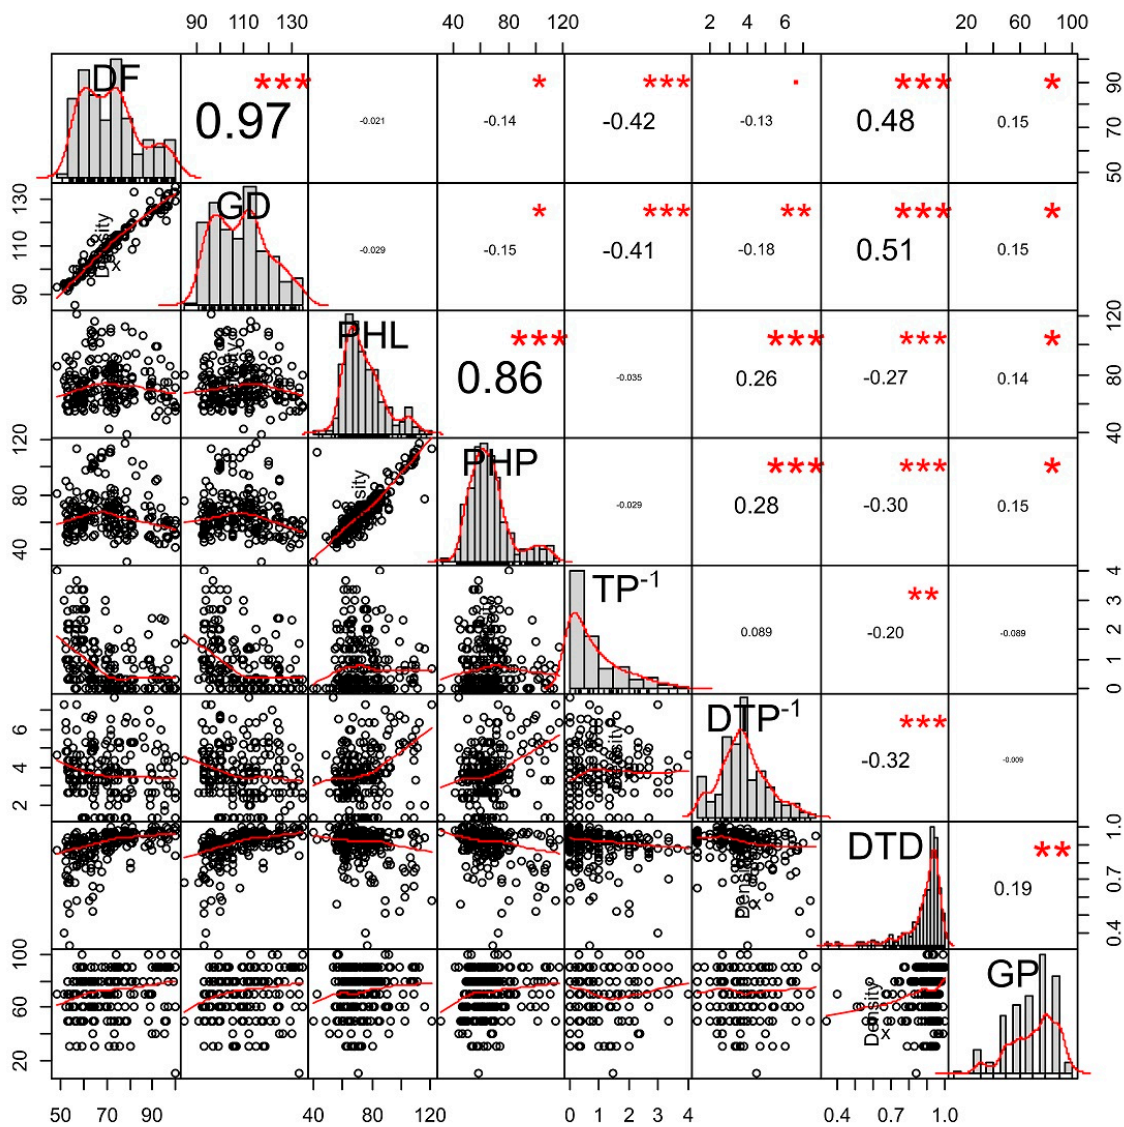 90 110 130 40 60 80 100 120 2 4 6 20 60 100
DF *** * *** . *** *
0.97 -0.021 -0.14 -0.42 -0.13 0.48 0.15
50 70 90
GD * *** ** *** *
-0.029 -0.15 -0.41 -0.18 0.51 0.15
90 110 130
PHL *** *** *** *
0.86 -0.035 0.26 -0.27 0.14
40 80 120
PHP *** *** *
-0.029 0.28 -0.30 0.15
40 80 120
TP-1 **
0.089 -0.20 -0.089
0 1 2 3 4
DTP-1 ***
-0.32 -0.009
2 4 6
DTD **
0.19
0.4 0.7 1.0
Density
x
GP
20 60 100
Density
x
50 70 90 40 80 120 0 1 2 3 4 0.4 0.7 1.0